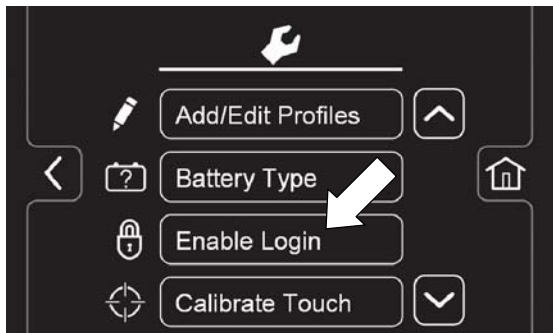 Add/Edit Profiles
Battery Type
Enable Login
Calibrate Touch